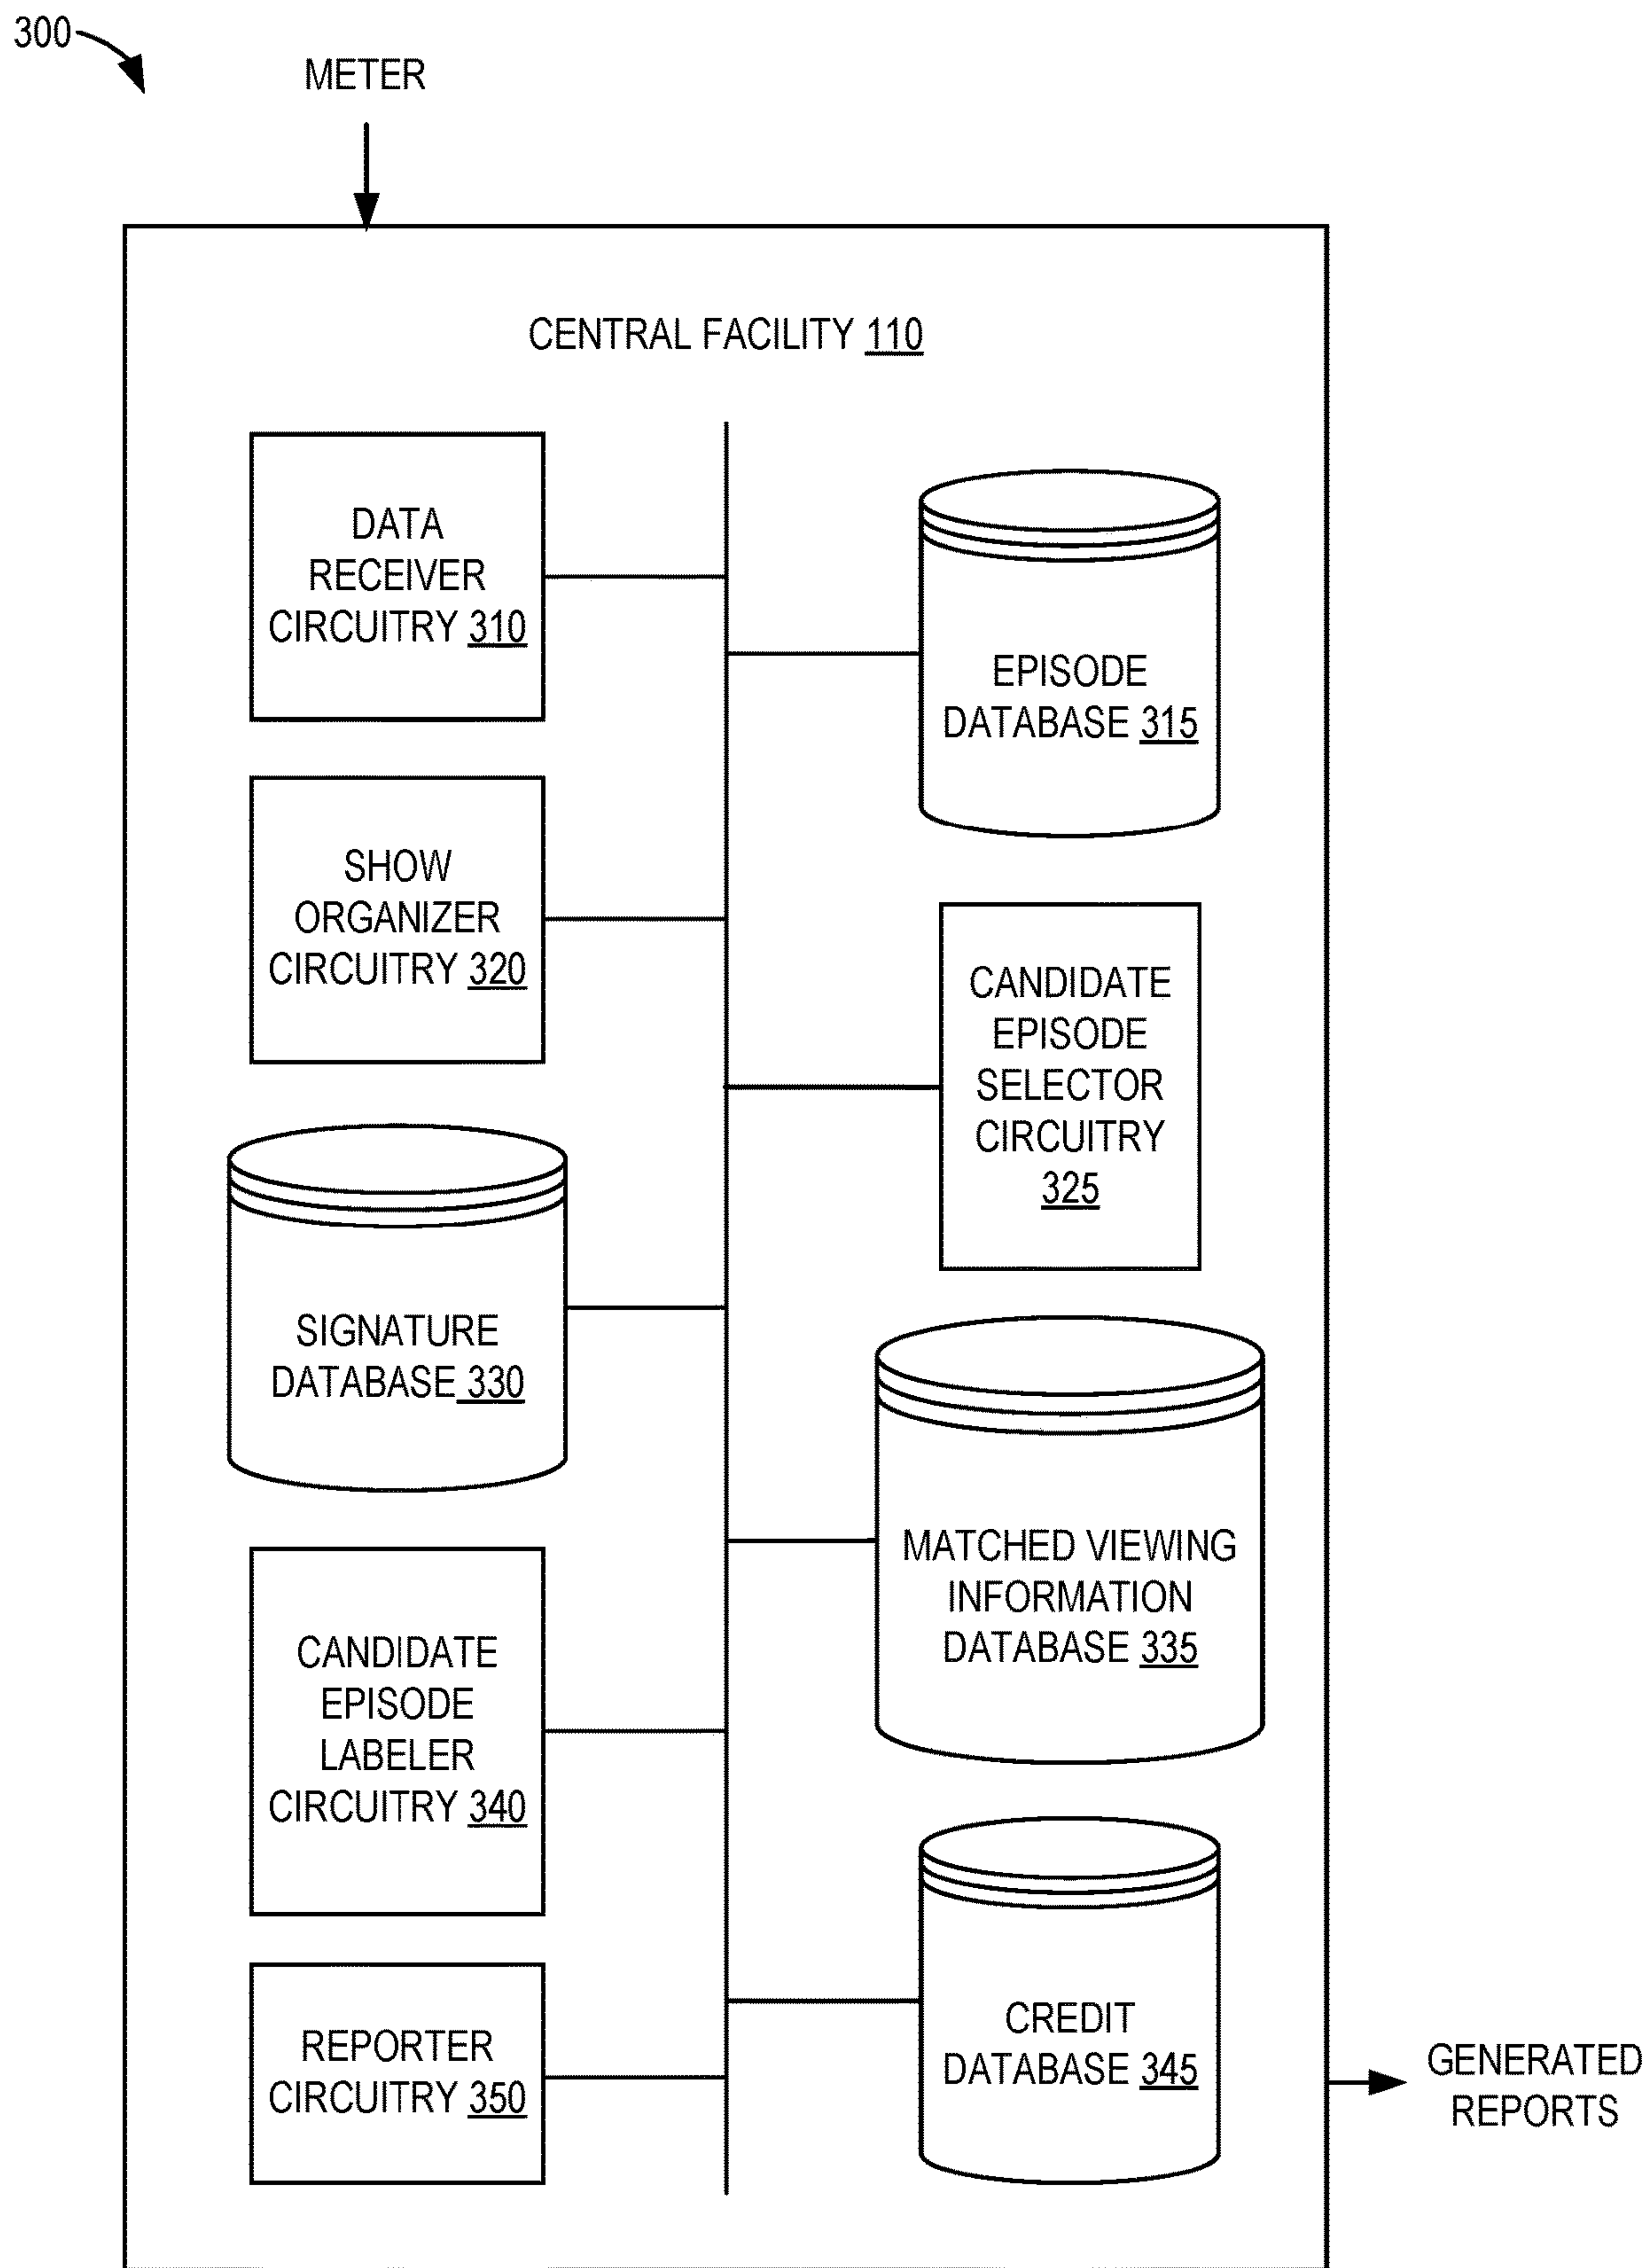 300
METER
CENTRAL FACILITY 110
DATA
RECEIVER
CIRCUITRY 310
EPISODE
DATABASE 315
SHOW
ORGANIZER
CIRCUITRY 320
CANDIDATE
EPISODE
SELECTOR
CIRCUITRY
325
SIGNATURE
DATABASE 330
MATCHED VIEWING
INFORMATION
DATABASE 335
CANDIDATE
EPISODE
LABELER
CIRCUITRY 340
CREDIT
DATABASE 345
REPORTER
CIRCUITRY 350
GENERATED
REPORTS